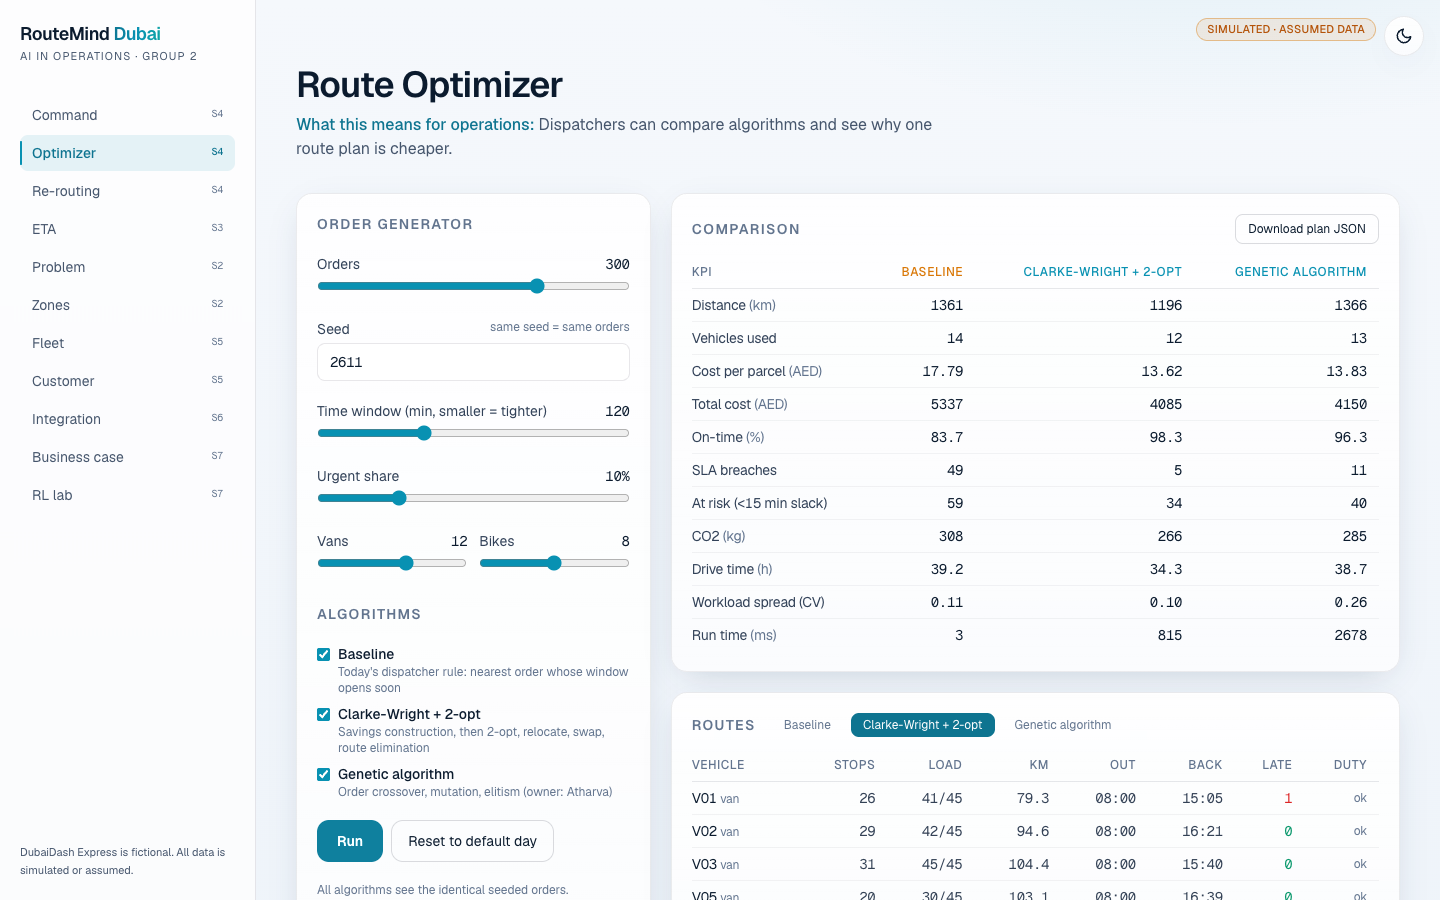 RouteMind Dubai
AI IN OPERATIONS · GROUP 2
Command S4
Optimizer S4
Re-routing S4
ETA S3
Problem S2
Zones S2
Fleet S5
Customer S5
Integration S6
Business case S7
RL lab S7
DubaiDash Express is fictional. All data is
simulated or assumed.
SIMULATED · ASSUMED DATA
Route Optimizer
What this means for operations: Dispatchers can compare algorithms and see why one
route plan is cheaper.
ORDER GENERATOR
Orders 300
Seed same seed = same orders
2611
Time window (min, smaller = tighter) 120
Urgent share 10%
Vans 12 Bikes 8
ALGORITHMS
Baseline
Today's dispatcher rule: nearest order whose window
opens soon
Clarke-Wright + 2-opt
Savings construction, then 2-opt, relocate, swap,
route elimination
Genetic algorithm
Order crossover, mutation, elitism (owner: Atharva)
Run Reset to default day
All algorithms see the identical seeded orders.
COMPARISON Download plan JSON
KPI BASELINE CLARKE-WRIGHT + 2-OPT GENETIC ALGORITHM
Distance (km) 1361 1196 1366
Vehicles used 14 12 13
Cost per parcel (AED) 17.79 13.62 13.83
Total cost (AED) 5337 4085 4150
On-time (%) 83.7 98.3 96.3
SLA breaches 49 5 11
At risk (<15 min slack) 59 34 40
CO2 (kg) 308 266 285
Drive time (h) 39.2 34.3 38.7
Workload spread (CV) 0.11 0.10 0.26
Run time (ms) 3 815 2678
ROUTES Baseline Clarke-Wright + 2-opt Genetic algorithm
VEHICLE STOPS LOAD KM OUT BACK LATE DUTY
V01 van 26 41/45 79.3 08:00 15:05 1 ok
V02 van 29 42/45 94.6 08:00 16:21 0 ok
V03 van 31 45/45 104.4 08:00 15:40 0 ok
V05 van 20 30/45 103.1 08:00 16:39 0 ok